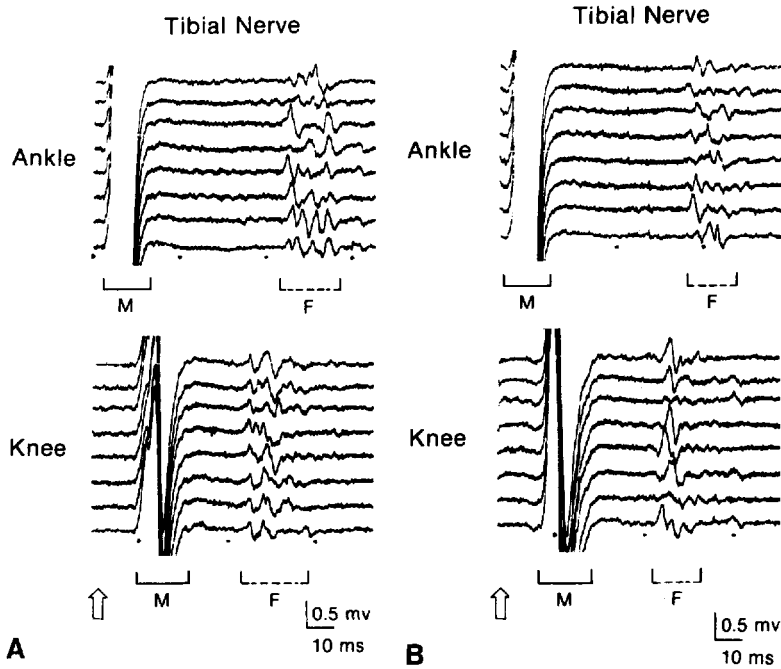 Tibial Nerve
Ankle
M
F
Knee
M
F
0.5 mv
10 ms
A
Tibial Nerve
Ankle
M
F
Knee
M
F
0.5 mv
10 ms
B